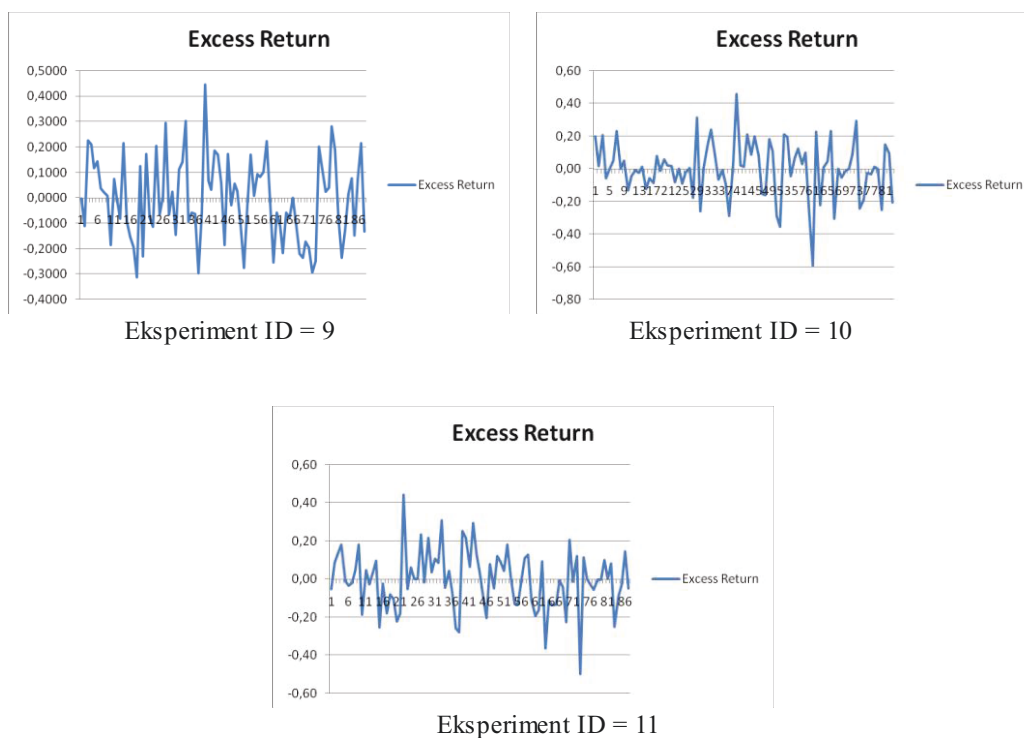 Excess Return
0,5000
0,4000
0,3000
0,2000
0,1000
0,0000
-0,1000
-0,2000
-0,3000
-0,4000
1 6 11 16 21 26 31 36 41 46 51 56 61 66 71 76 81 86
Excess Return
Eksperiment ID = 9
Excess Return
0,60
0,40
0,20
0,00
-0,20
-0,40
-0,60
-0,80
1 5 9 13 17 21 25 29 33 37 41 45 49 53 57 61 65 69 73 77 81
Excess Return
Eksperiment ID = 10
Excess Return
0,60
0,40
0,20
0,00
-0,20
-0,40
-0,60
1 6 11 16 21 26 31 36 41 46 51 56 61 66 71 76 81 86
Excess Return
Eksperiment ID = 11